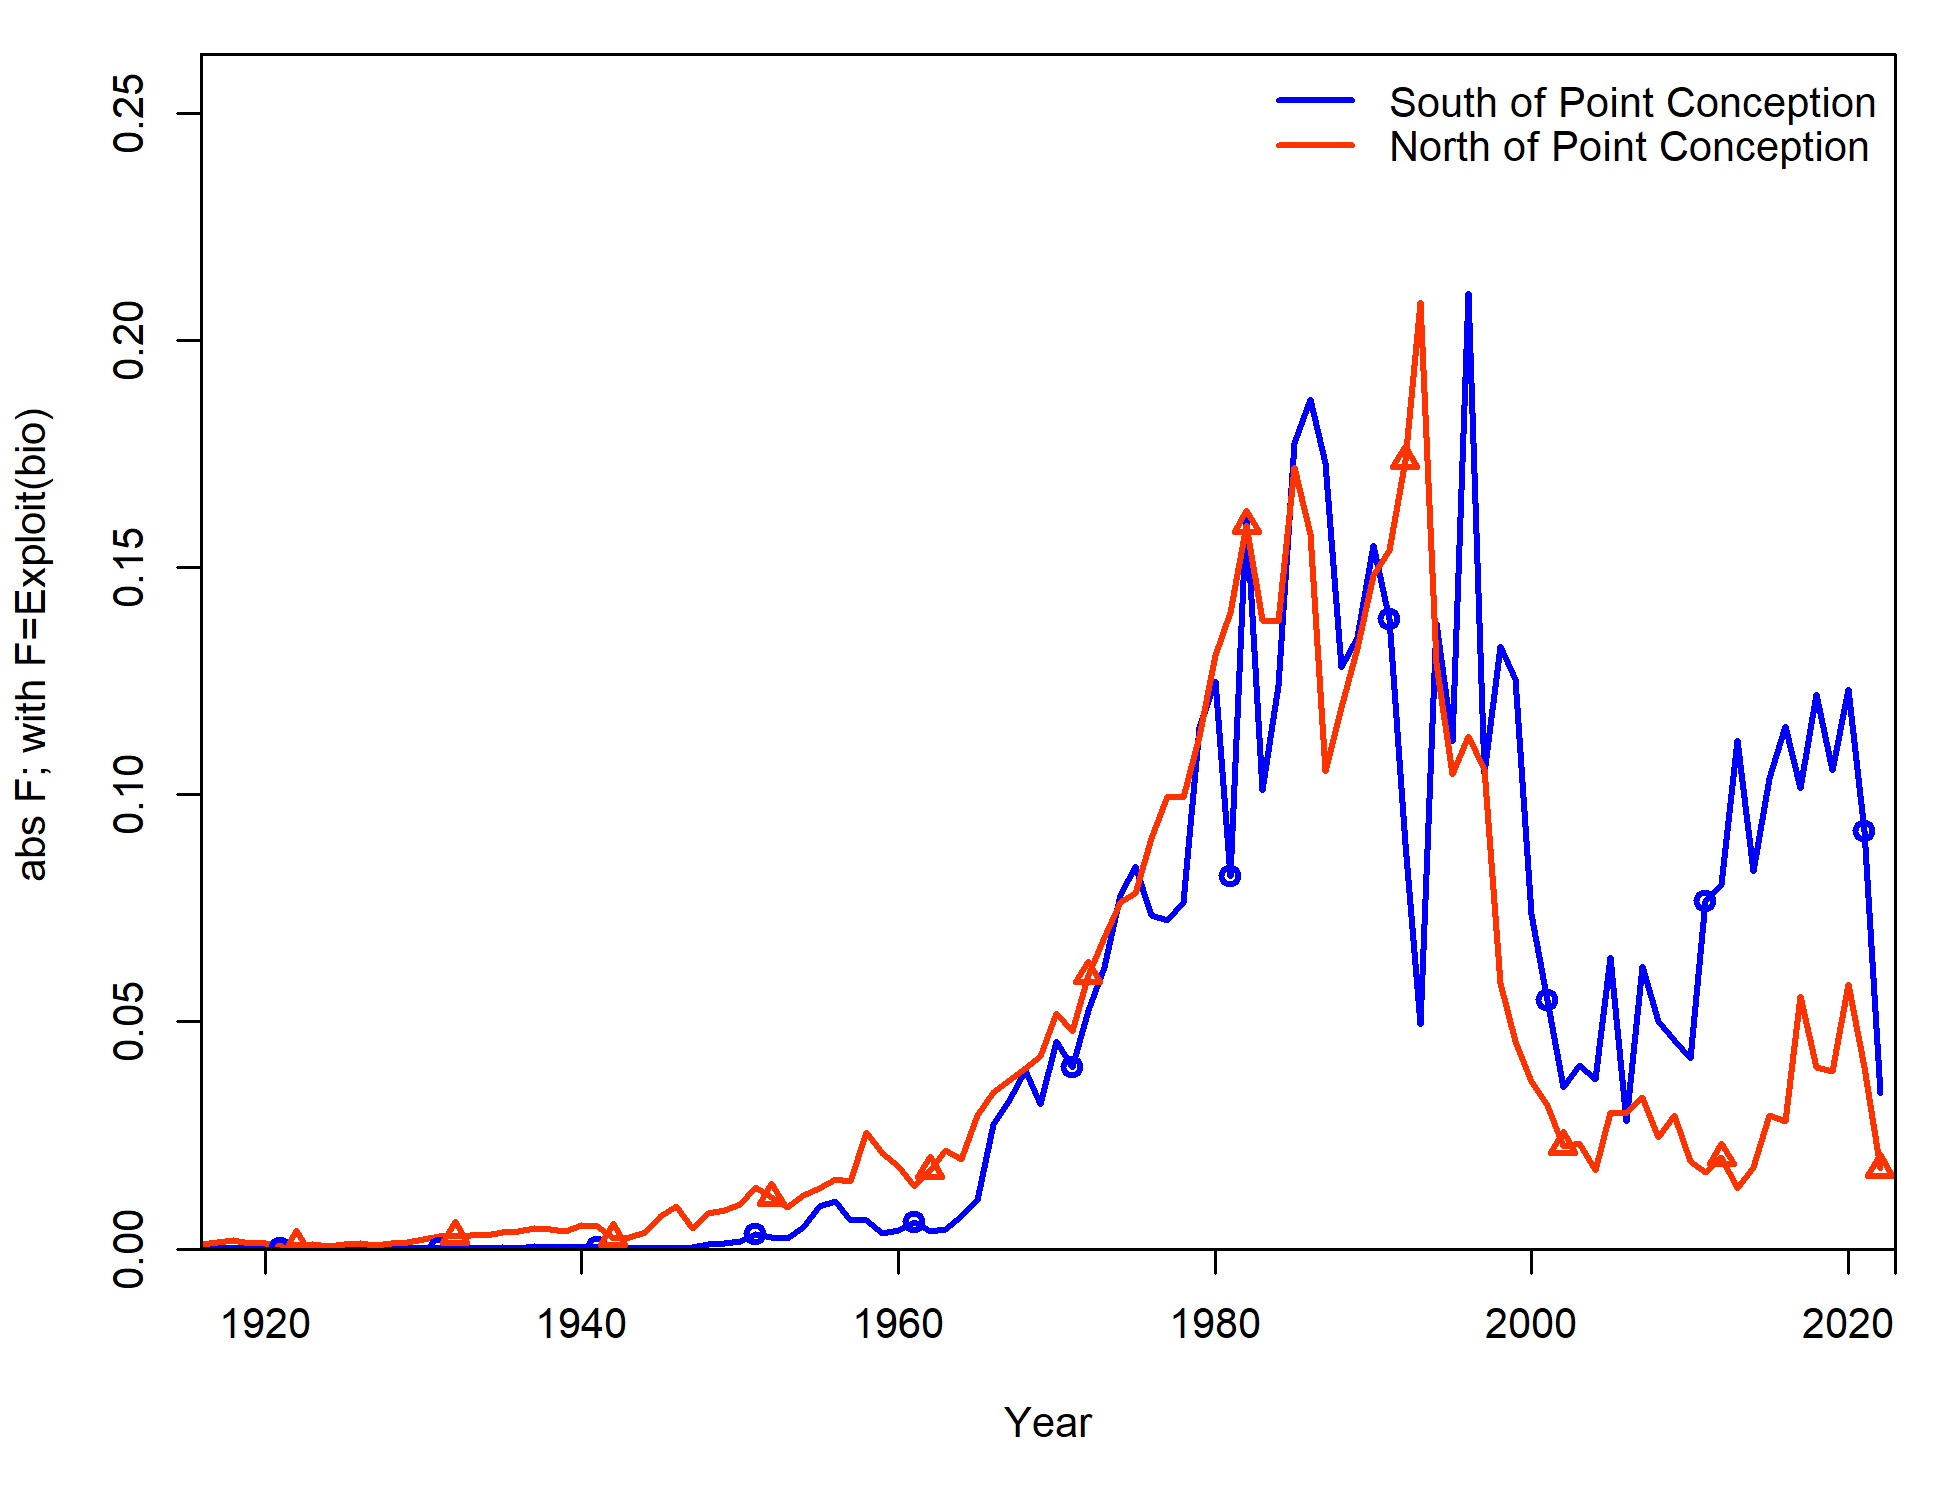 South of Point Conception
North of Point Conception
abs F; with F=Exploit(bio)
0.25
0.20
0.15
0.10
0.05
0.00
1920 1940 1960 1980 2000 2020
Year